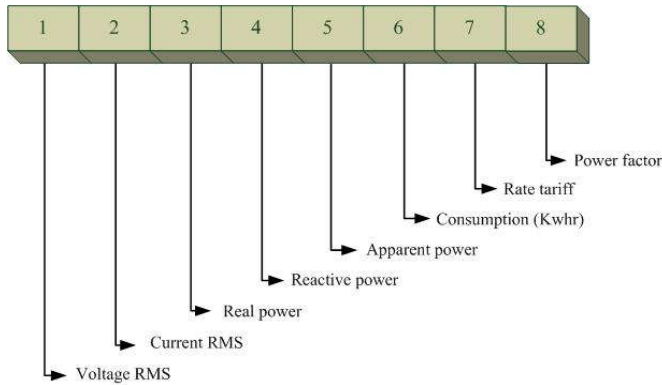 1 2 3 4 5 6 7 8
Power factor
Rate tariff
Consumption (Kwhr)
Apparent power
Reactive power
Real power
Current RMS
Voltage RMS